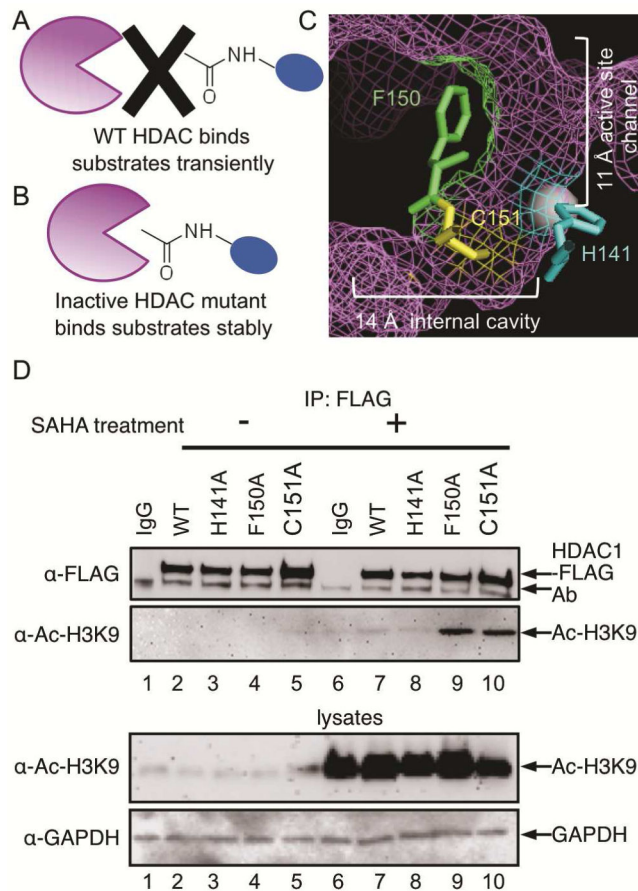 A
NH
O
WT HDAC binds
substrates transiently
B
NH
O
Inactive HDAC mutant
binds substrates stably
C
F150
C151
H141
11 Å active site
channel
14 Å internal cavity
D
IP: FLAG
SAHA treatment - +
IgG WT H141A F150A C151A IgG WT H141A F150A C151A
α-FLAG
HDAC1
-FLAG
Ab
α-Ac-H3K9 Ac-H3K9
1 2 3 4 5 6 7 8 9 10
lysates
α-Ac-H3K9 Ac-H3K9
α-GAPDH GAPDH
1 2 3 4 5 6 7 8 9 10